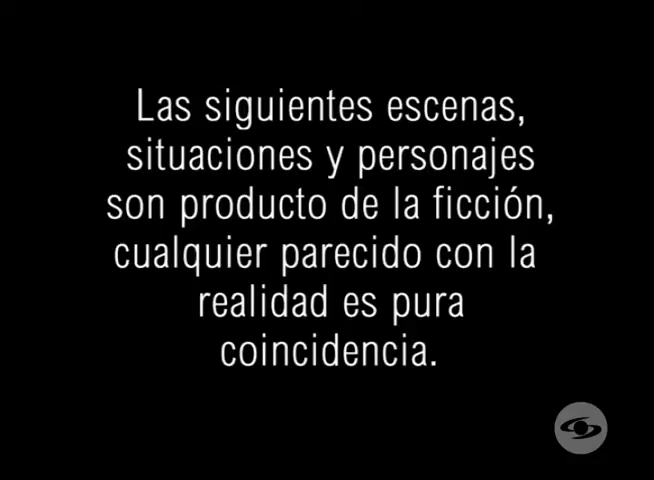 Las siguientes escenas,
situaciones y personajes
son producto de la ficción,
cualquier parecido con la
realidad es pura
coincidencia.